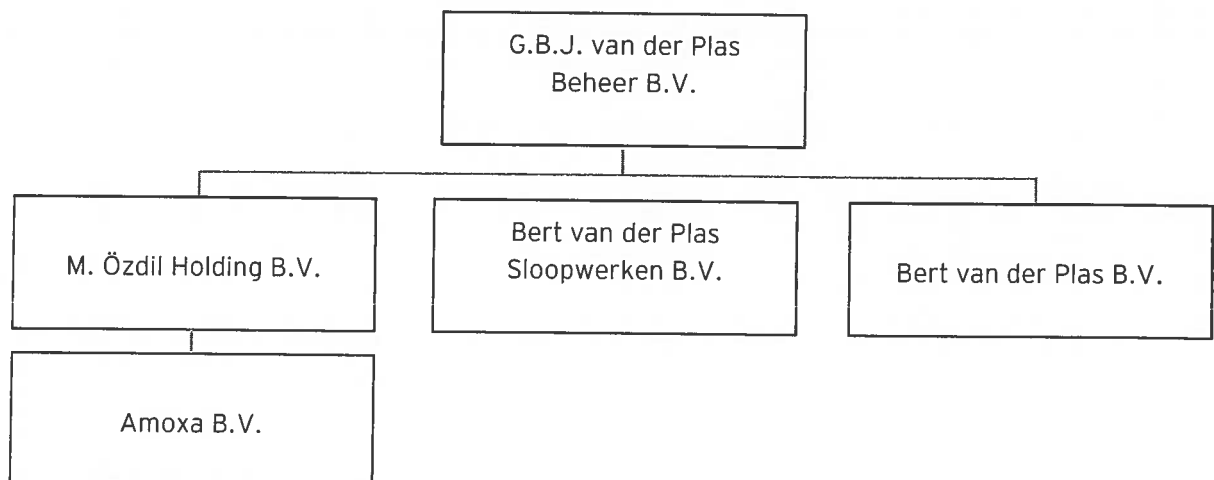 G.B.J. van der Plas
Beheer B.V.
M. Özdil Holding B.V.
Bert van der Plas
Sloopwerken B.V.
Bert van der Plas B.V.
Amoxa B.V.